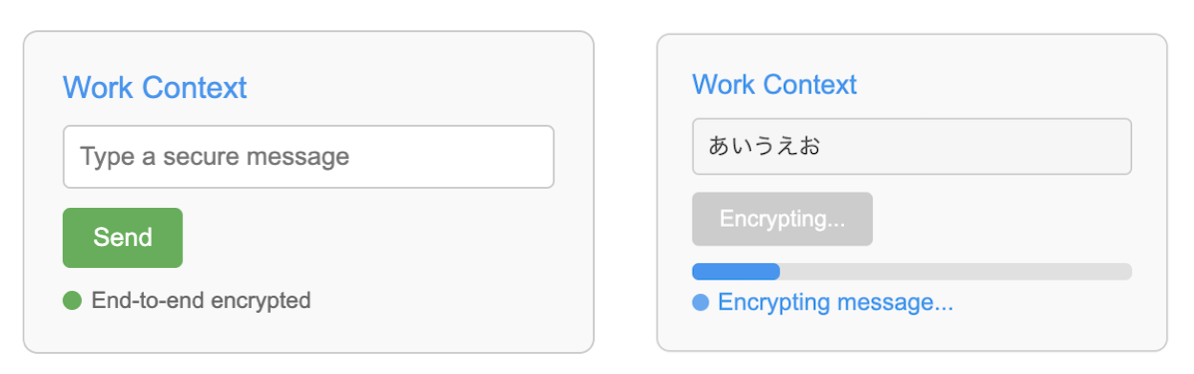 Work Context
Type a secure message
Send
End-to-end encrypted
Work Context
あいうえお
Encrypting...
Encrypting message...